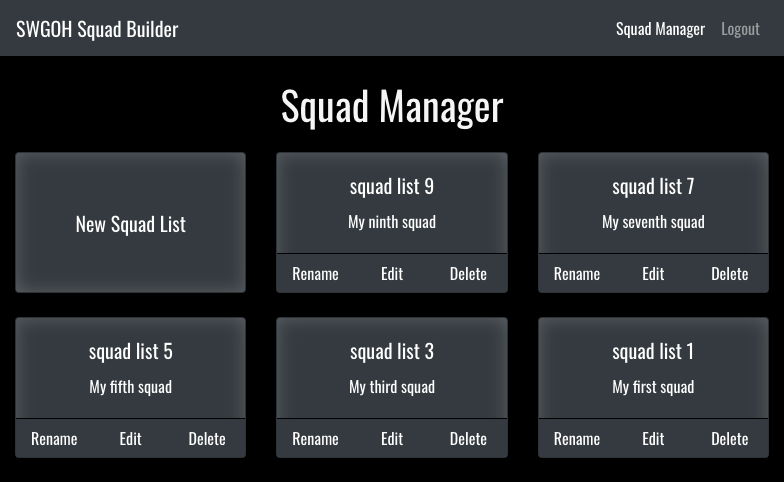 SWGOH Squad Builder
Squad Manager Logout
Squad Manager
New Squad List
squad list 9
My ninth squad
Rename Edit Delete
squad list 7
My seventh squad
Rename Edit Delete
squad list 5
My fifth squad
Rename Edit Delete
squad list 3
My third squad
Rename Edit Delete
squad list 1
My first squad
Rename Edit Delete